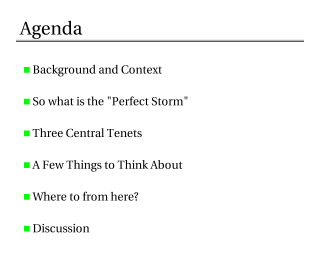 Agenda
Background and Context
So what is the "Perfect Storm"
Three Central Tenets
A Few Things to Think About
Where to from here?
Discussion